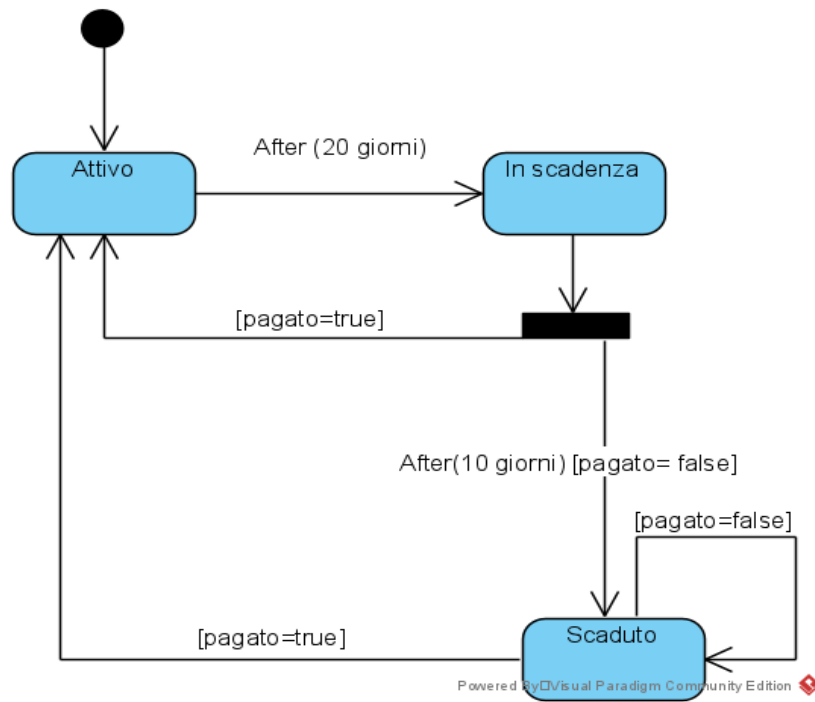 After (20 giorni)
Attivo
In scadenza
[pagato=true]
After(10 giorni) [pagato= false]
[pagato=false]
Scaduto
[pagato=true]
Powered By Visual Paradigm Community Edition